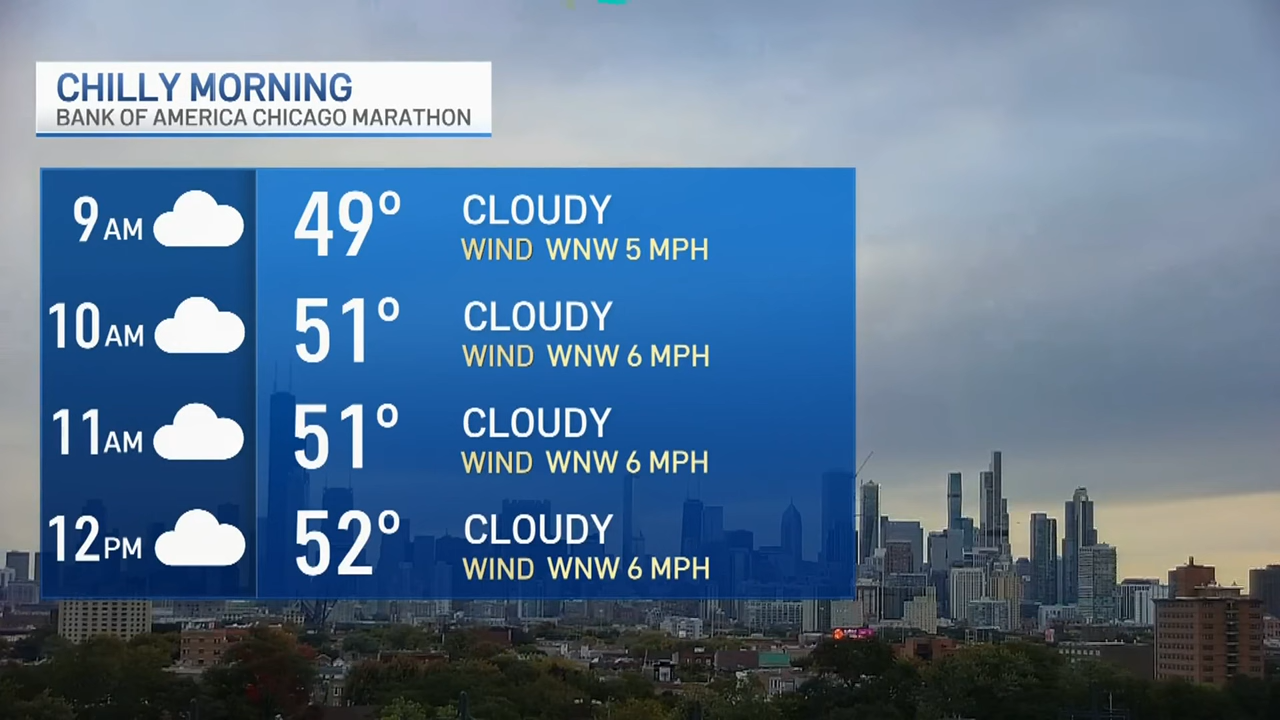 CHILLY MORNING
BANK OF AMERICA CHICAGO MARATHON
9 AM 49° CLOUDY
WIND WNW 5 MPH
10 AM 51° CLOUDY
WIND WNW 6 MPH
11 AM 51° CLOUDY
WIND WNW 6 MPH
12 PM 52° CLOUDY
WIND WNW 6 MPH